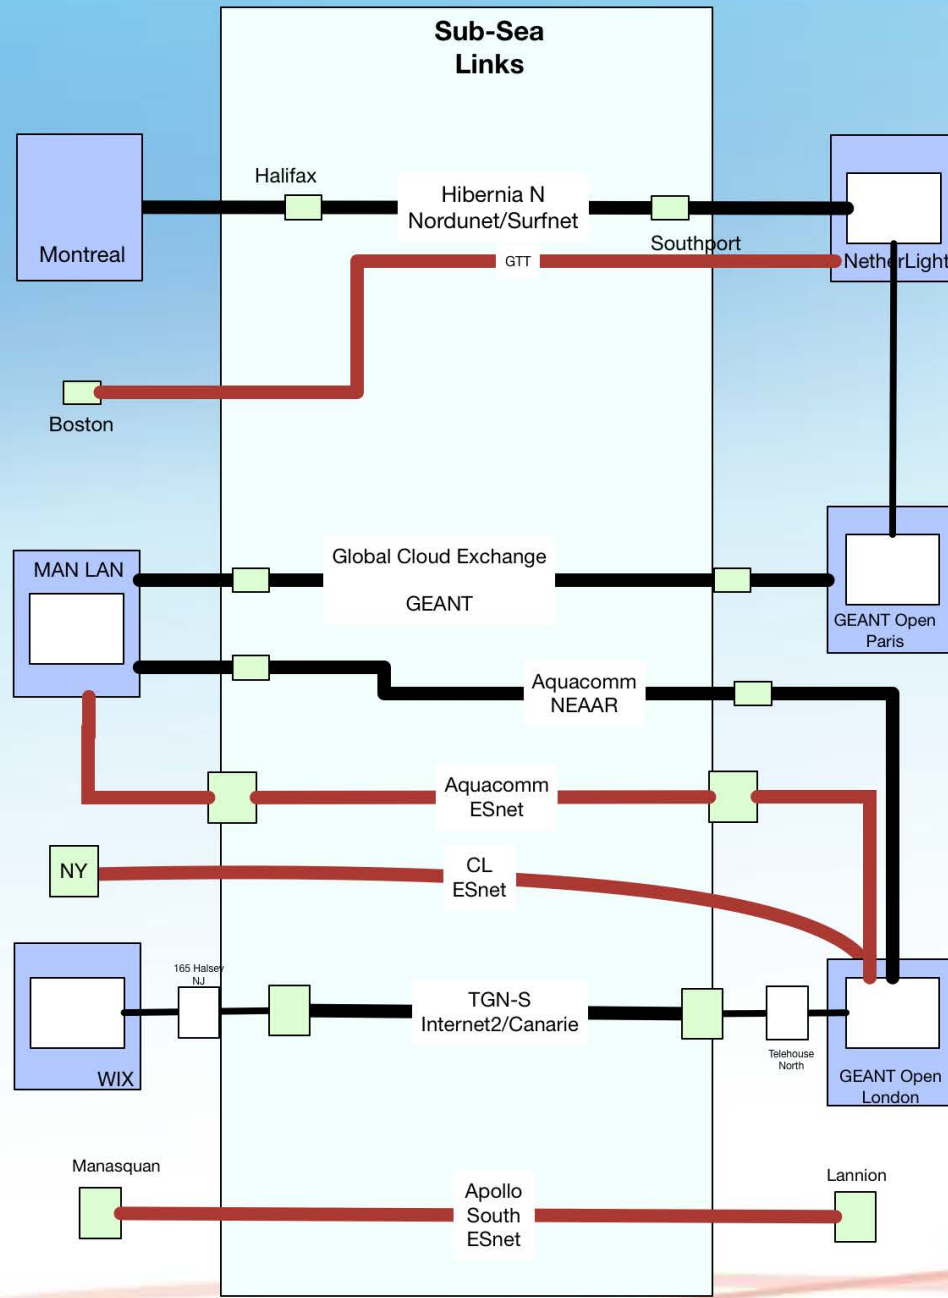 Sub-Sea
Links
Halifax
Hibernia N
Nordunet/Surfnet
Montreal
Southport
GTT
NetherLight
Boston
MAN LAN
Global Cloud Exchange
GEANT
GEANT Open
Paris
Aquacomm
NEAAR
Aquacomm
ESnet
NY
CL
ESnet
165 Halsey
NJ
TGN-S
Internet2/Canarie
Telehouse
North
WIX
GEANT Open
London
Manasquan
Apollo
South
ESnet
Lannion